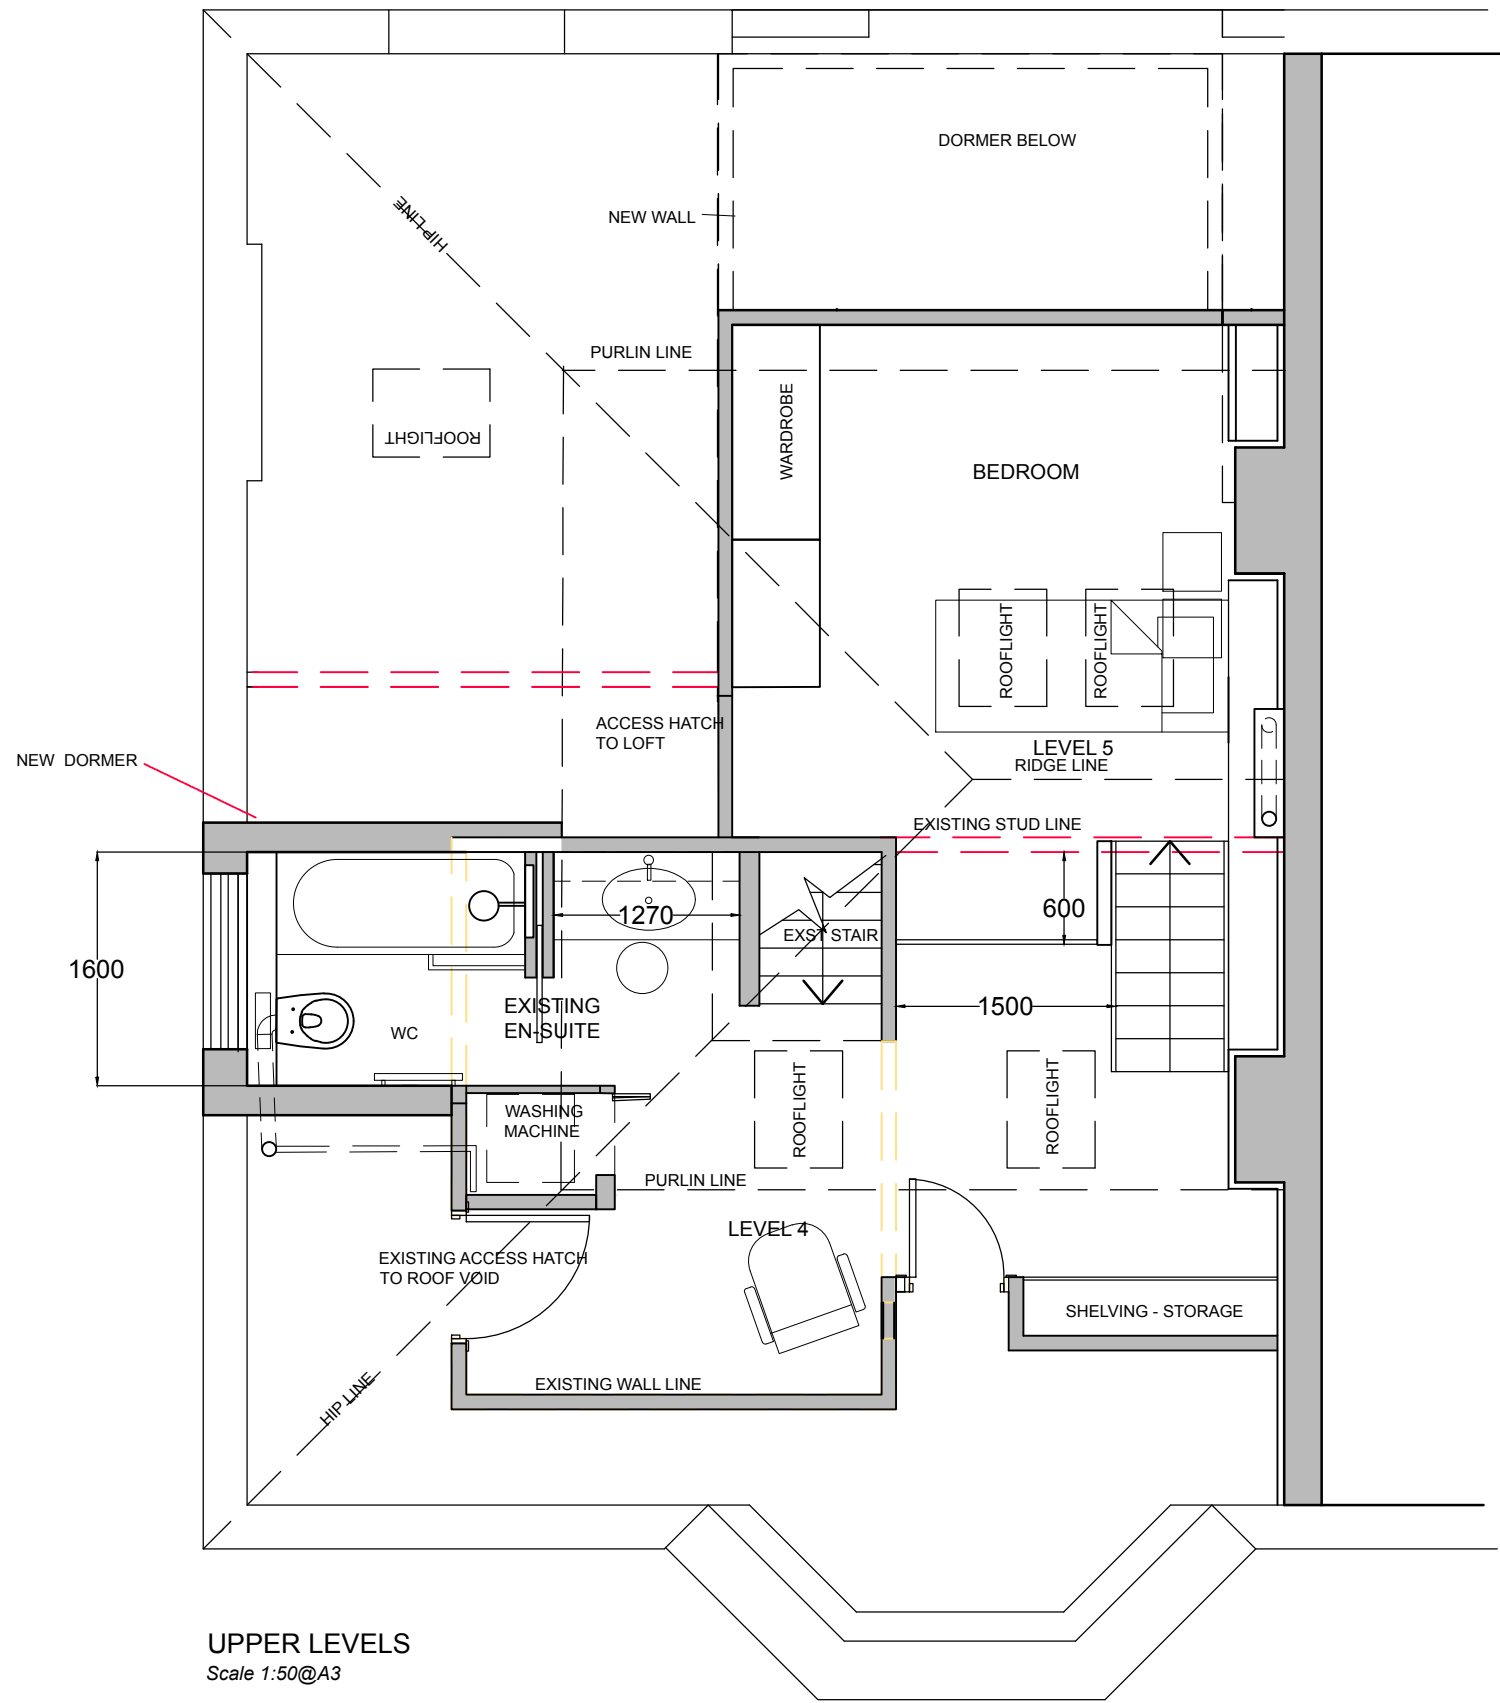 DORMER BELOW
HIP LINE
NEW WALL
PURLIN LINE
WARDROBE
ROOFLIGHT
BEDROOM
ROOFLIGHT
ROOFLIGHT
ACCESS HATCH
TO LOFT
LEVEL 5
RIDGE LINE
NEW  DORMER
EXISTING STUD LINE
1270
600
EXST STAIR
1600
EXISTING
EN-SUITE
1500
WC
WASHING
MACHINE
ROOFLIGHT
ROOFLIGHT
PURLIN LINE
LEVEL 4
EXISTING ACCESS HATCH
TO ROOF VOID
SHELVING - STORAGE
HIP LINE
EXISTING WALL LINE
UPPER LEVELS
Scale 1:50@A3